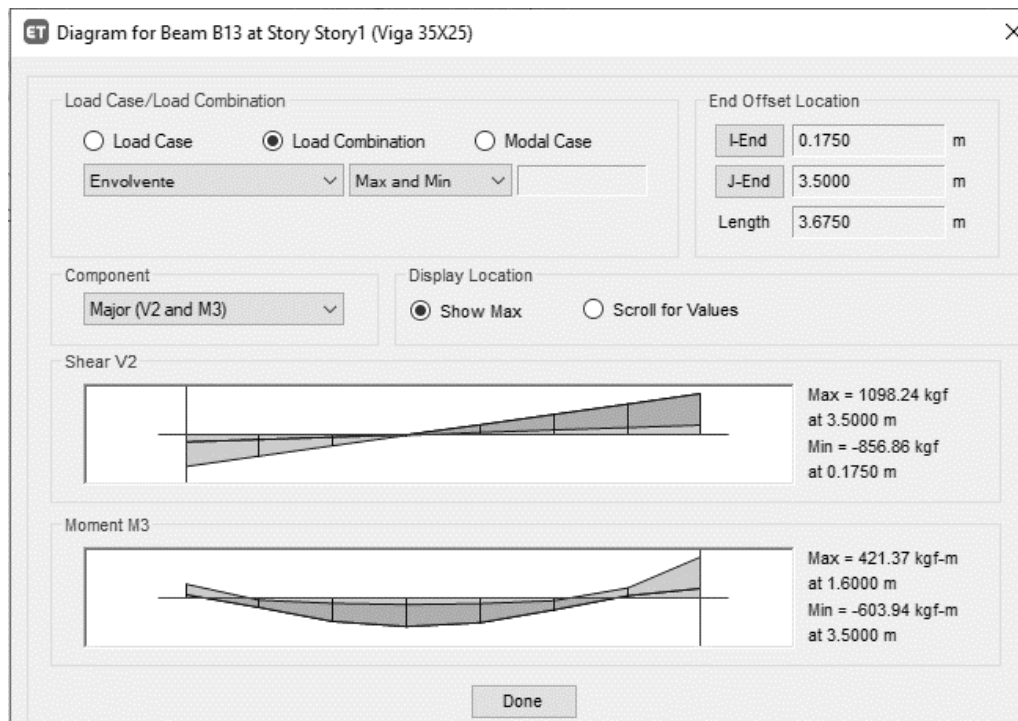 ET Diagram for Beam B13 at Story Story1 (Viga 35X25)
Load Case/Load Combination
Load Case
Load Combination
Modal Case
Envolvente
Max and Min
End Offset Location
I-End 0.1750 m
J-End 3.5000 m
Length 3.6750 m
Component
Major (V2 and M3)
Display Location
Show Max
Scroll for Values
Shear V2
Max = 1098.24 kgf
at 3.5000 m
Min = -856.86 kgf
at 0.1750 m
Moment M3
Max = 421.37 kgf-m
at 1.6000 m
Min = -603.94 kgf-m
at 3.5000 m
Done